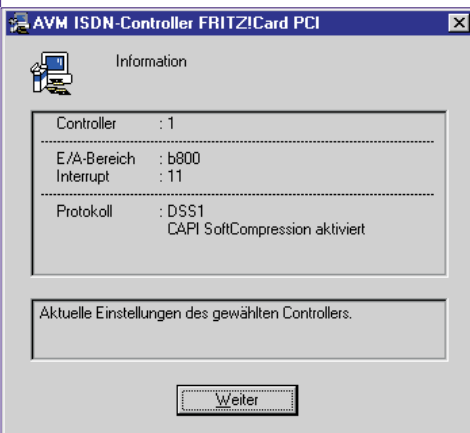 AVM ISDN-Controller FRITZ!Card PCI
Information
Controller : 1
E/A-Bereich : b800
Interrupt : 11
Protokoll : DSS1
CAPI SoftCompression aktiviert
Aktuelle Einstellungen des gewählten Controllers.
Weiter